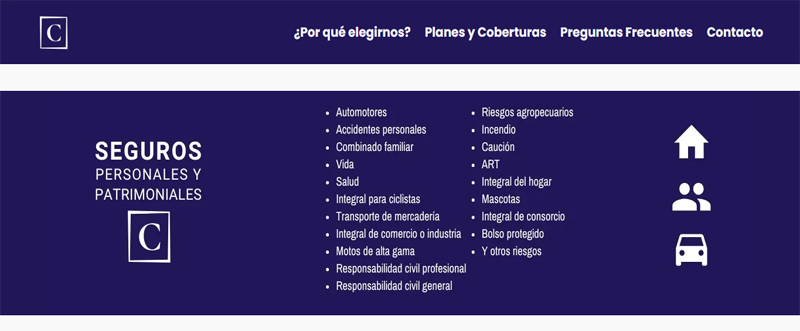 C
¿Por qué elegirnos? Planes y Coberturas Preguntas Frecuentes Contacto
SEGUROS
PERSONALES Y
PATRIMONIALES
C
Automotores
Accidentes personales
Combinado familiar
Vida
Salud
Integral para ciclistas
Transporte de mercadería
Integral de comercio o industria
Motos de alta gama
Responsabilidad civil profesional
Responsabilidad civil general
Riesgos agropecuarios
Incendio
Caución
ART
Integral del hogar
Mascotas
Integral de consorcio
Bolso protegido
Y otros riesgos